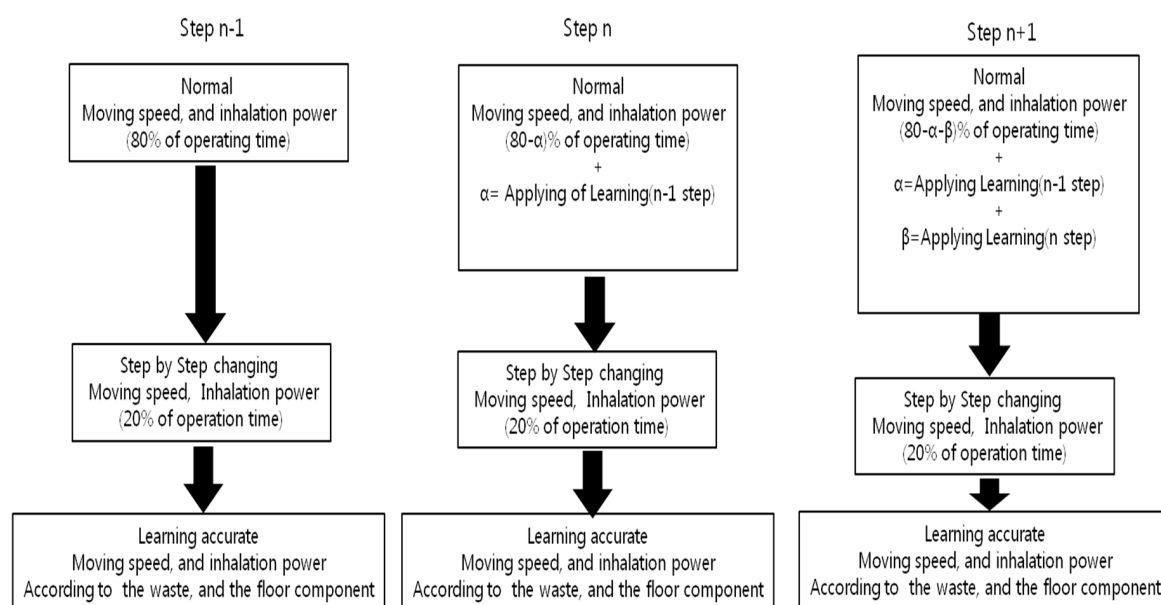 Step n-1
Normal
Moving speed, and inhalation power
(80% of operating time)
Step by Step changing
Moving speed, Inhalation power
(20% of operation time)
Learning accurate
Moving speed, and inhalation power
According to the waste, and the floor component
Step n
Normal
Moving speed, and inhalation power
(80-α)% of operating time)
+
α= Applying of Learning(n-1 step)
Step by Step changing
Moving speed, Inhalation power
(20% of operation time)
Learning accurate
Moving speed, and inhalation power
According to the waste, and the floor component
Step n+1
Normal
Moving speed, and inhalation power
(80-α-β)% of operating time)
+
α=Applying Learning(n-1 step)
+
β=Applying Learning(n step)
Step by Step changing
Moving speed, Inhalation power
(20% of operation time)
Learning accurate
Moving speed, and inhalation power
According to the waste, and the floor component